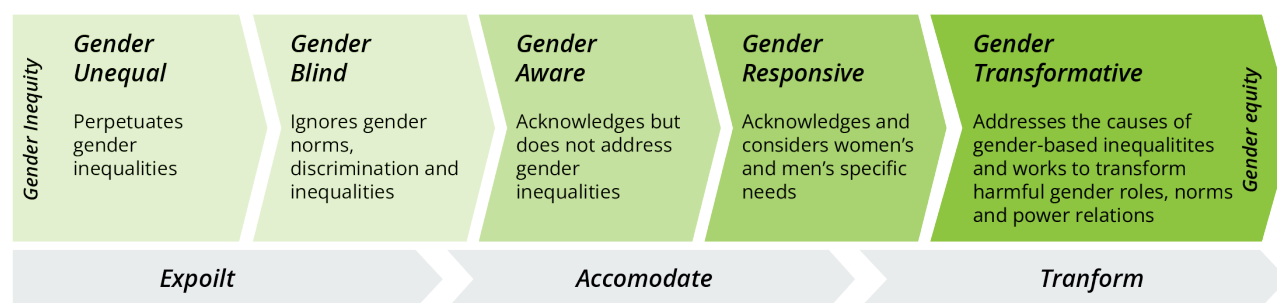 Gender Inequity
Gender
Unequal
Perpetuates
gender
inequalities
Gender
Blind
Ignores gender
norms,
discrimination and
inequalities
Gender
Aware
Acknowledges but
does not address
gender
inequalities
Gender
Responsive
Acknowledges and
considers women’s
and men’s specific
needs
Gender
Transformative
Addresses the causes of
gender-based inequalitites
and works to transform
harmful gender roles, norms
and power relations
Gender equity
Expoilt
Accomodate
Tranform